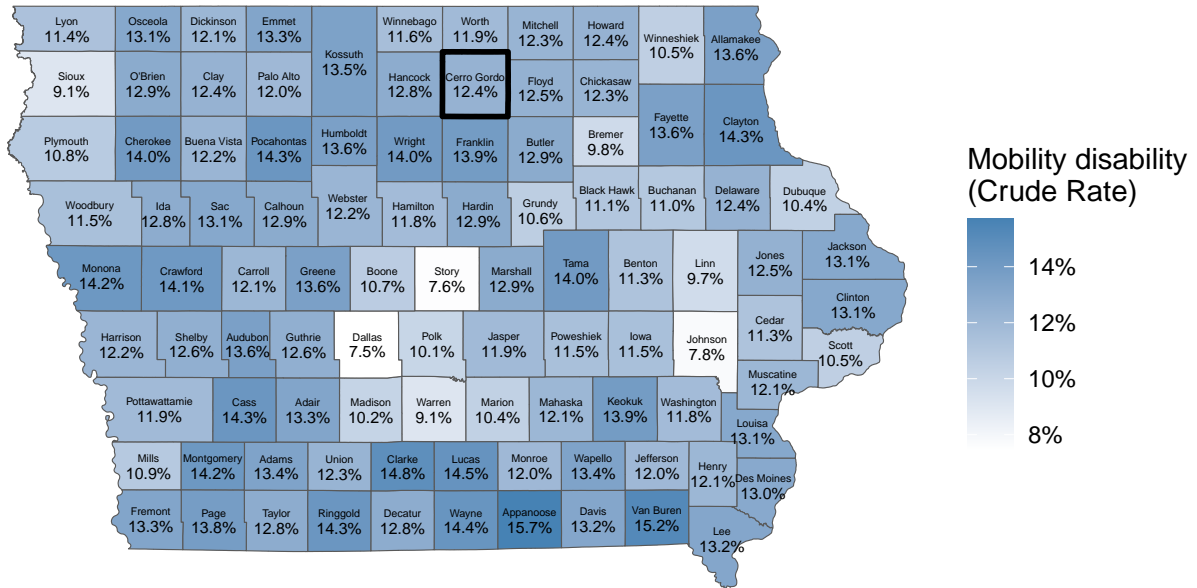 Lyon
11.4%
Osceola
13.1%
Dickinson
12.1%
Emmet
13.3%
Kossuth
13.5%
Winnebago
11.6%
Worth
11.9%
Mitchell
12.3%
Howard
12.4%
Winneshiek
10.5%
Allamakee
13.6%
Sioux
9.1%
O'Brien
12.9%
Clay
12.4%
Palo Alto
12.0%
Hancock
12.8%
Cerro Gordo
12.4%
Floyd
12.5%
Chickasaw
12.3%
Fayette
13.6%
Clayton
14.3%
Plymouth
10.8%
Cherokee
14.0%
Buena Vista
12.2%
Pocahontas
14.3%
Humboldt
13.6%
Wright
14.0%
Franklin
13.9%
Butler
12.9%
Bremer
9.8%
Woodbury
11.5%
Ida
12.8%
Sac
13.1%
Calhoun
12.9%
Webster
12.2%
Hamilton
11.8%
Hardin
12.9%
Grundy
10.6%
Black Hawk
11.1%
Buchanan
11.0%
Delaware
12.4%
Dubuque
10.4%
Monona
14.2%
Crawford
14.1%
Carroll
12.1%
Greene
13.6%
Boone
10.7%
Story
7.6%
Marshall
12.9%
Tama
14.0%
Benton
11.3%
Linn
9.7%
Jones
12.5%
Jackson
13.1%
Clinton
13.1%
Harrison
12.2%
Shelby
12.6%
Audubon
13.6%
Guthrie
12.6%
Dallas
7.5%
Polk
10.1%
Jasper
11.9%
Poweshiek
11.5%
Iowa
11.5%
Johnson
7.8%
Cedar
11.3%
Scott
10.5%
Muscatine
12.1%
Pottawattamie
11.9%
Cass
14.3%
Adair
13.3%
Madison
10.2%
Warren
9.1%
Marion
10.4%
Mahaska
12.1%
Keokuk
13.9%
Washington
11.8%
Louisa
13.1%
Mills
10.9%
Montgomery
14.2%
Adams
13.4%
Union
12.3%
Clarke
14.8%
Lucas
14.5%
Monroe
12.0%
Wapello
13.4%
Jefferson
12.0%
Henry
12.1%
Des Moines
13.0%
Fremont
13.3%
Page
13.8%
Taylor
12.8%
Ringgold
14.3%
Decatur
12.8%
Wayne
14.4%
Appanoose
15.7%
Davis
13.2%
Van Buren
15.2%
Lee
13.2%
Mobility disability
(Crude Rate)
14%
12%
10%
8%